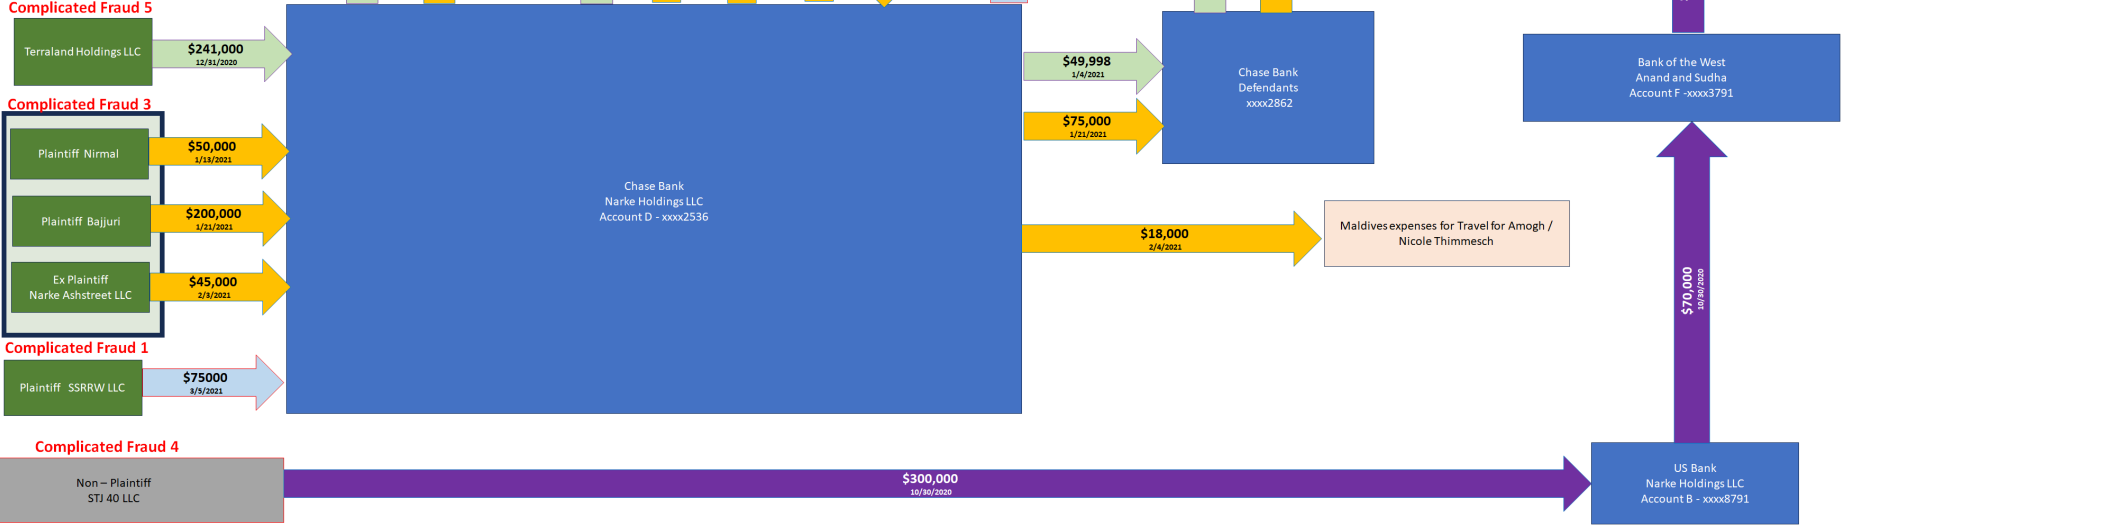 Complicated Fraud 5
Terraland Holdings LLC
$241,000
12/31/2020
Complicated Fraud 3
Plaintiff Nirmal
$50,000
1/13/2021
Plaintiff Bajjuri
$200,000
1/21/2021
Ex Plaintiff
Narke Ashstreet LLC
$45,000
2/3/2021
Complicated Fraud 1
Plaintiff SSRRW LLC
$75000
3/5/2021
Chase Bank
Narke Holdings LLC
Account D - xxxx2536
$49,998
1/4/2021
$75,000
1/21/2021
Chase Bank
Defendants
xxxx2862
$18,000
2/4/2021
Maldives expenses for Travel for Amogh /
Nicole Thimmesch
Bank of the West
Anand and Sudha
Account F -xxxx3791
$70,000
10/30/2020
Complicated Fraud 4
Non – Plaintiff
STJ 40 LLC
$300,000
10/30/2020
US Bank
Narke Holdings LLC
Account B - xxxx8791